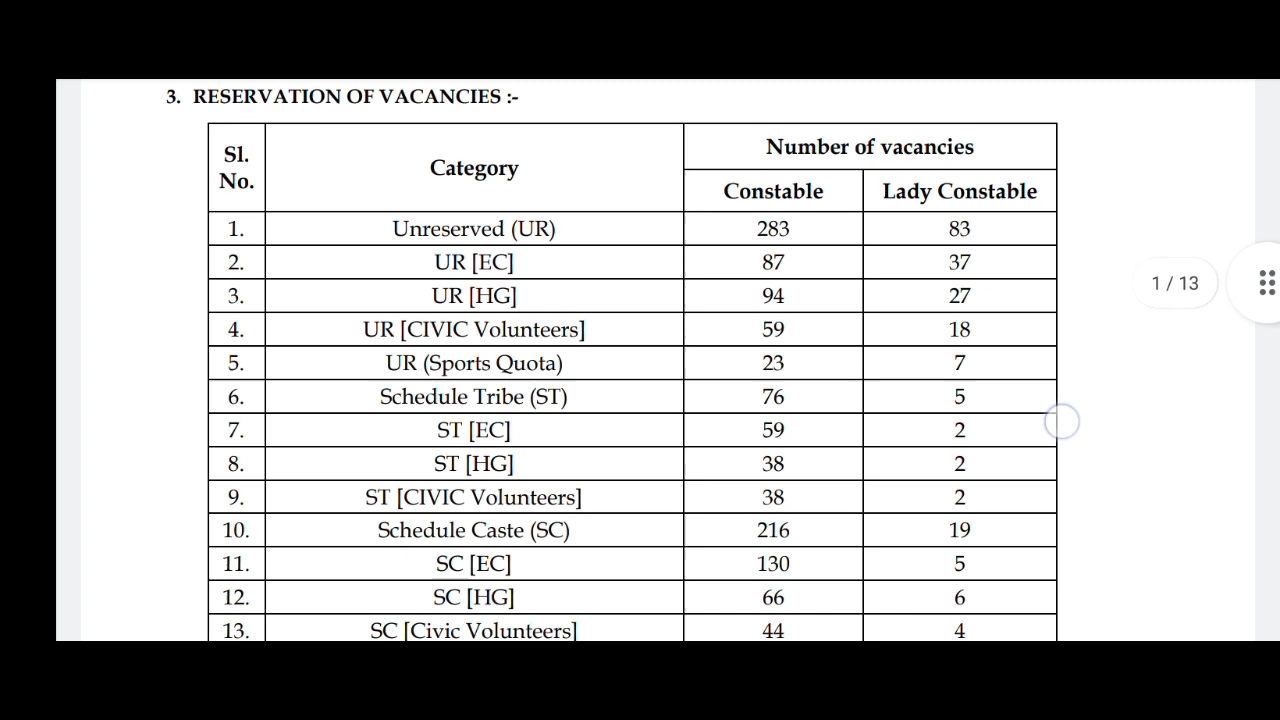 3. RESERVATION OF VACANCIES :-
Sl. No. Category Number of vacancies
Constable Lady Constable
1. Unreserved (UR) 283 83
2. UR [EC] 87 37
3. UR [HG] 94 27
4. UR [CIVIC Volunteers] 59 18
5. UR (Sports Quota) 23 7
6. Schedule Tribe (ST) 76 5
7. ST [EC] 59 2
8. ST [HG] 38 2
9. ST [CIVIC Volunteers] 38 2
10. Schedule Caste (SC) 216 19
11. SC [EC] 130 5
12. SC [HG] 66 6
13. SC [Civic Volunteers] 44 4
1 / 13